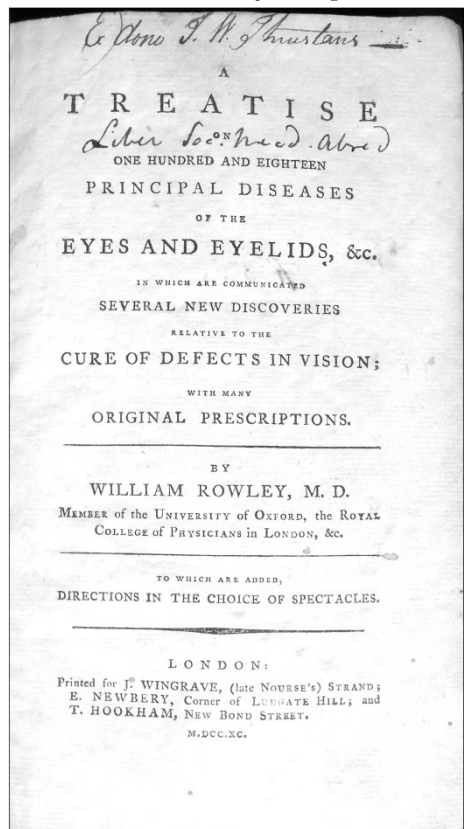 A
TREATISE
ON
ONE HUNDRED AND EIGHTEEN
PRINCIPAL DISEASES
OF THE
EYES AND EYELIDS, &c.
IN WHICH ARE COMMUNICATED
SEVERAL NEW DISCOVERIES
RELATIVE TO THE
CURE OF DEFECTS IN VISION;
WITH MANY
ORIGINAL PRESCRIPTIONS.
BY
WILLIAM ROWLEY, M. D.
MEMBER of the UNIVERSITY of OXFORD, the ROYAL
COLLEGE of PHYSICIANS in LONDON, &c.
TO WHICH ARE ADDED,
DIRECTIONS IN THE CHOICE OF SPECTACLES.
LONDON:
Printed for J. WINGRAVE, (late NOURSE's) STRAND;
E. NEWBERY, Corner of LUDGATE HILL; and
T. HOOKHAM, NEW BOND STREET.
M.DCC.XC.